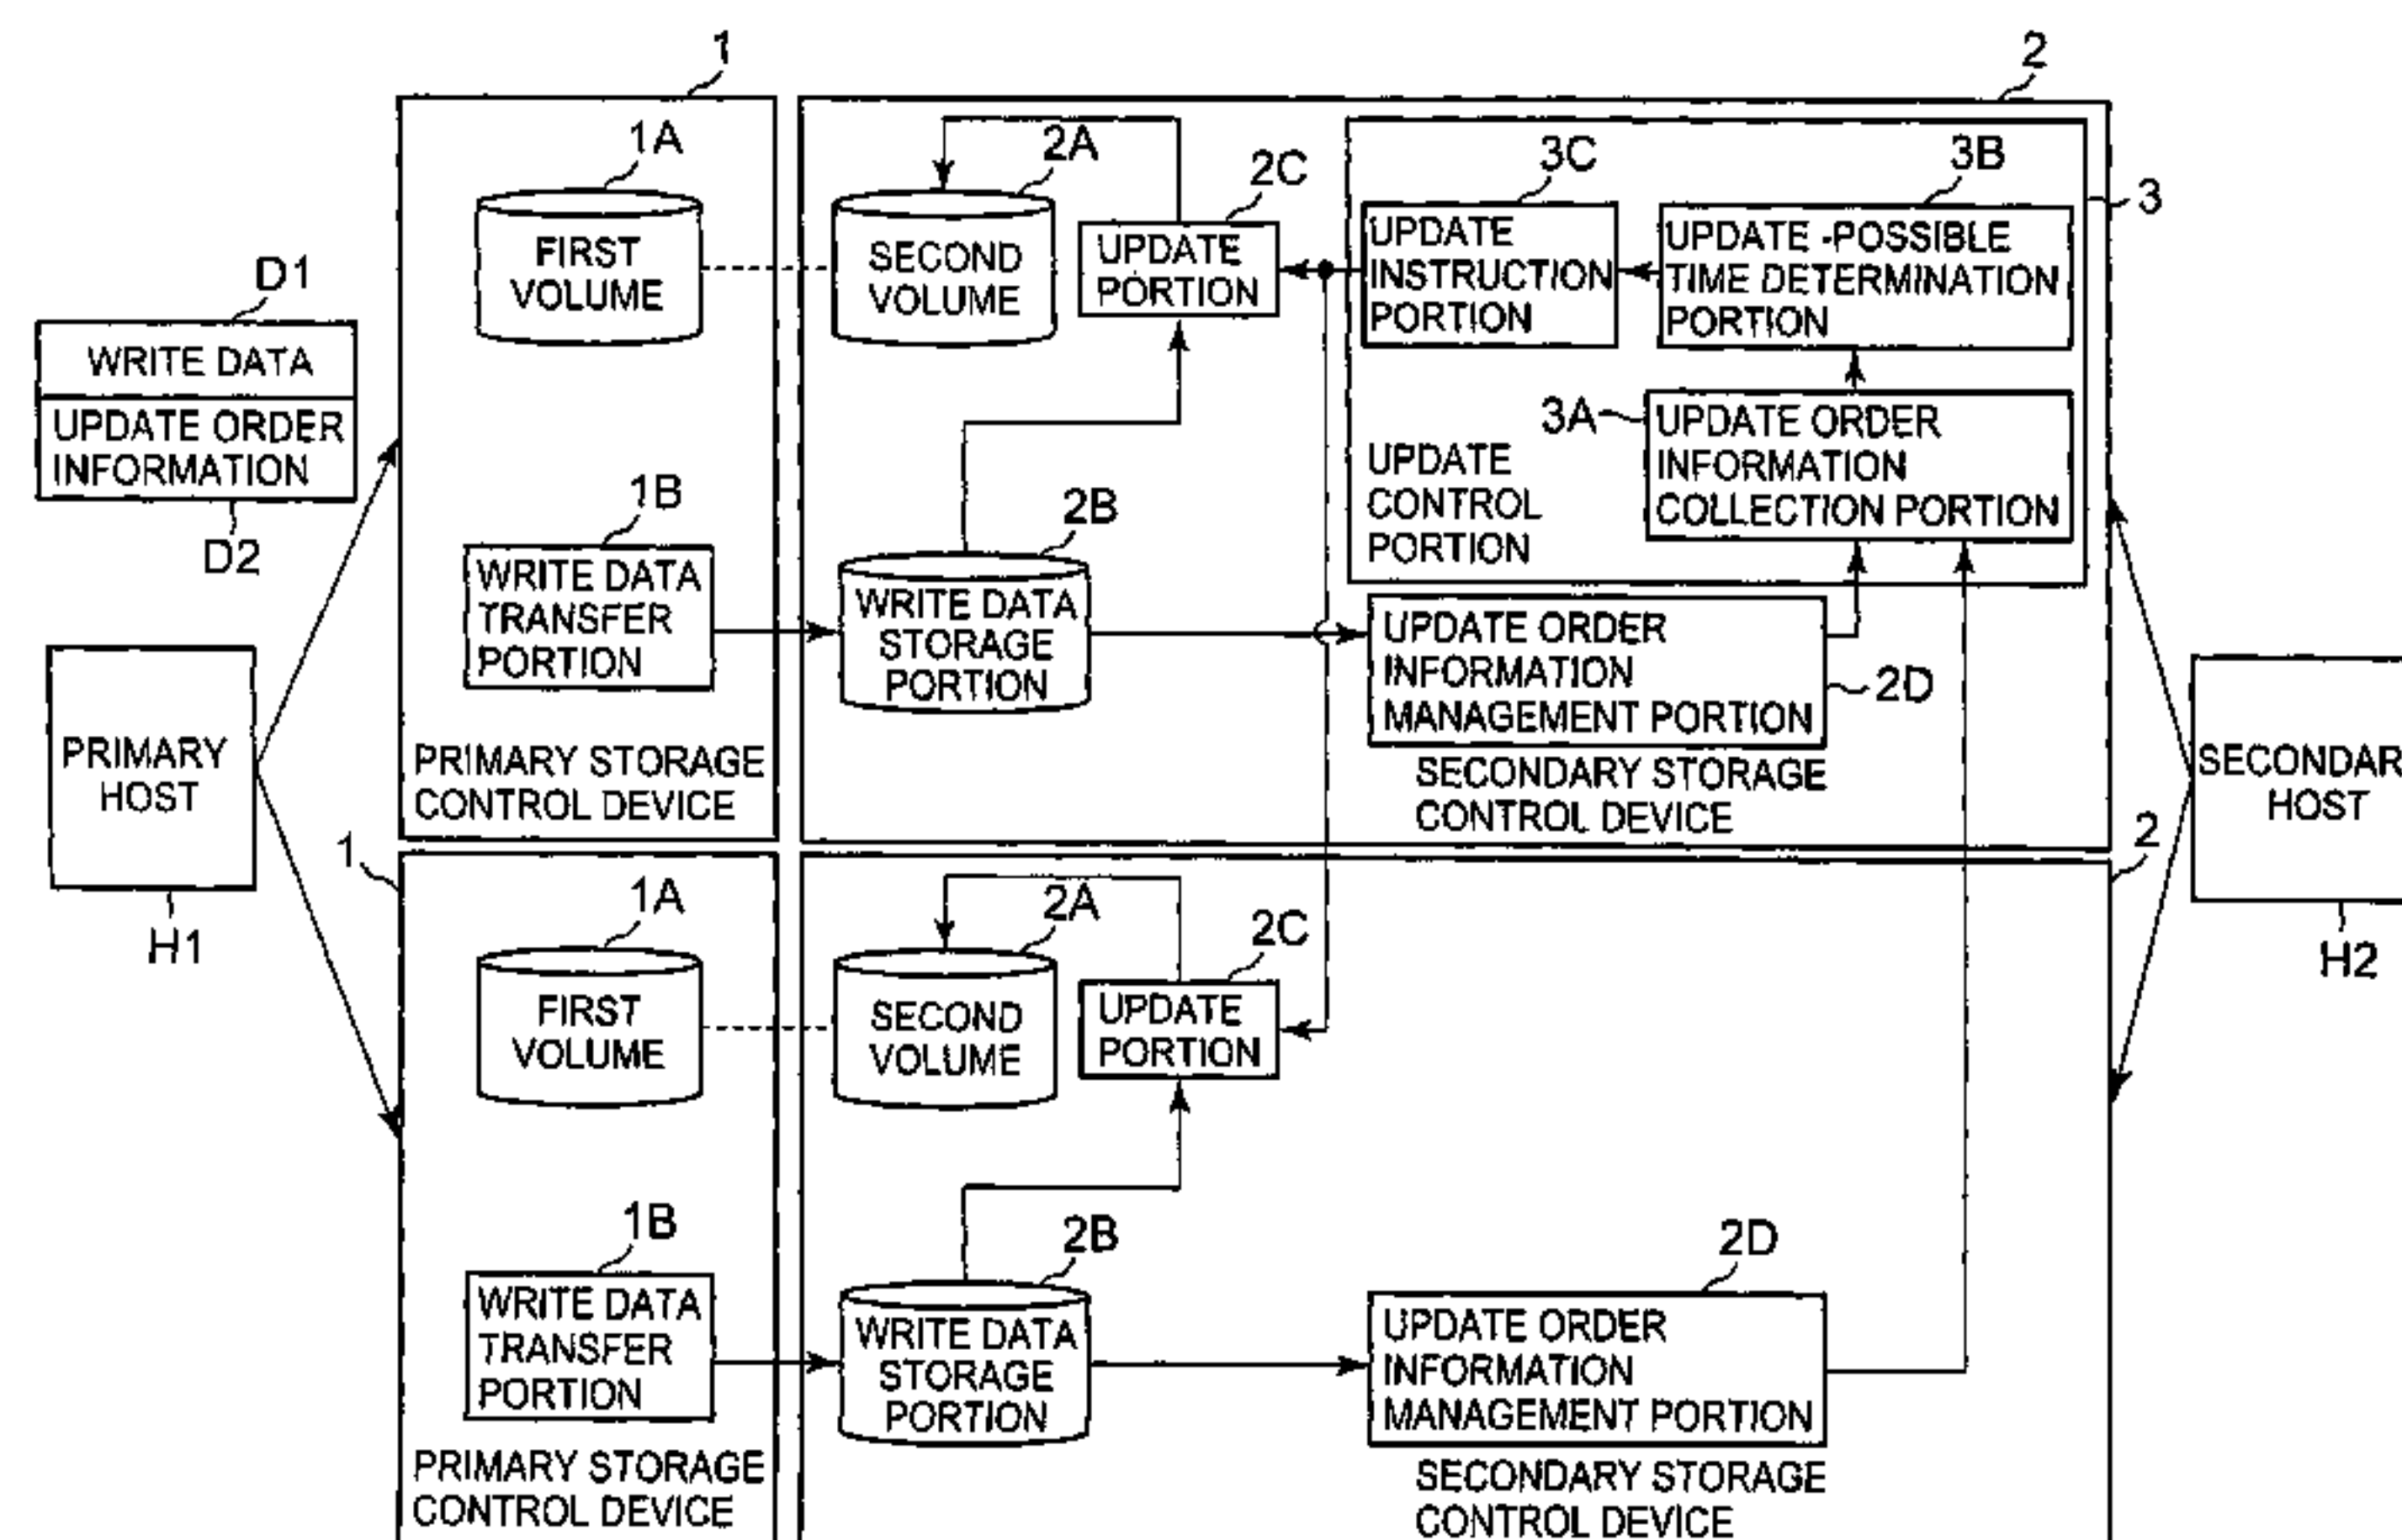 1
2
1A
2A
2C
3C
3B
3
FIRST
VOLUME
SECOND
VOLUME
UPDATE
PORTION
UPDATE
INSTRUCTION
PORTION
UPDATE -POSSIBLE
TIME DETERMINATION
PORTION
D1
WRITE DATA
UPDATE ORDER
INFORMATION
D2
3A
UPDATE ORDER
INFORMATION
COLLECTION PORTION
UPDATE
CONTROL
PORTION
1B
2B
WRITE DATA
TRANSFER
PORTION
WRITE DATA
STORAGE
PORTION
UPDATE ORDER
INFORMATION
MANAGEMENT PORTION
2D
PRIMARY
HOST
H1
PRIMARY STORAGE
CONTROL DEVICE
SECONDARY STORAGE
CONTROL DEVICE
SECONDAR
HOST
H2
1
2
1A
2A
2C
FIRST
VOLUME
SECOND
VOLUME
UPDATE
PORTION
1B
2B
2D
WRITE DATA
TRANSFER
PORTION
WRITE DATA
STORAGE
PORTION
UPDATE ORDER
INFORMATION
MANAGEMENT PORTION
PRIMARY STORAGE
CONTROL DEVICE
SECONDARY STORAGE
CONTROL DEVICE